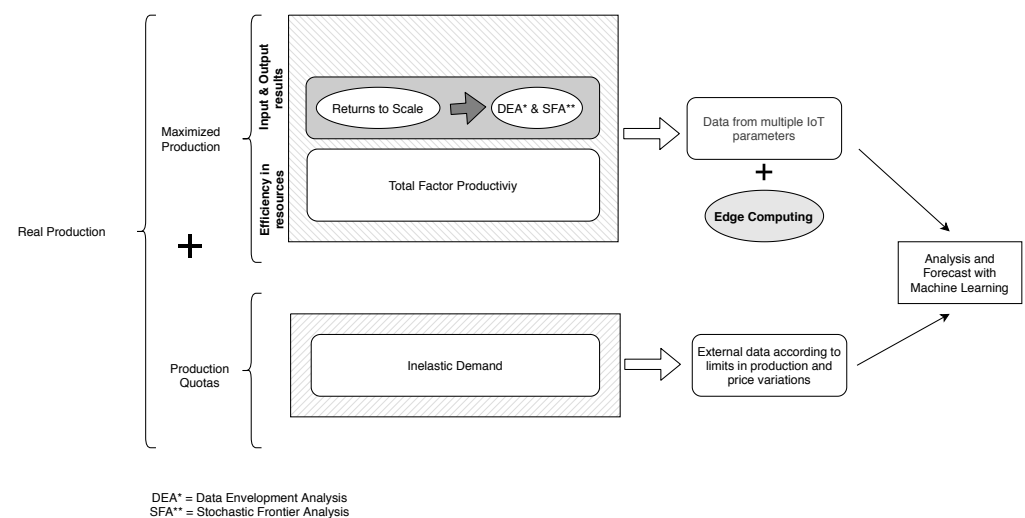 Real Production
Maximized
Production
+
Production
Quotas
Input & Output
results
Efficiency in
resources
Returns to Scale
DEA* & SFA**
Total Factor Productiviy
Inelastic Demand
Data from multiple IoT
parameters
+
Edge Computing
External data according to
limits in production and
price variations
Analysis and
Forecast with
Machine Learning
DEA* = Data Envelopment Analysis
SFA** = Stochastic Frontier Analysis